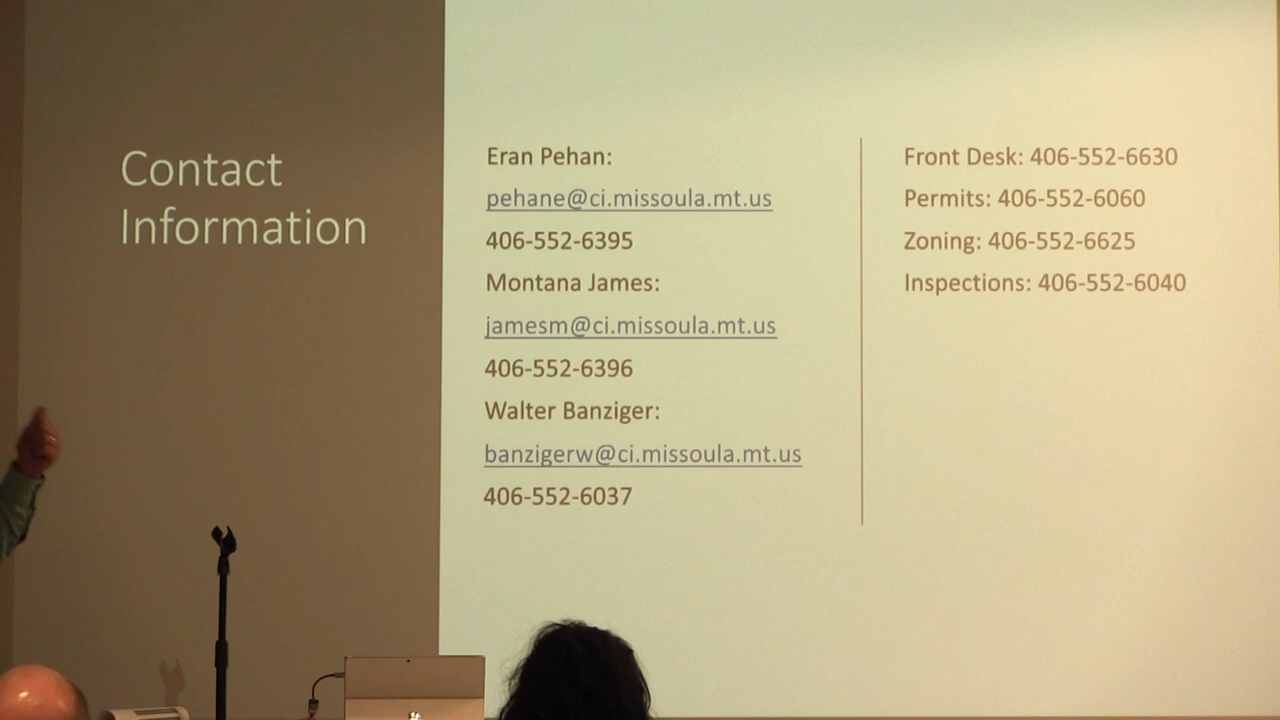 Contact
Information
Eran Pehan:
pehane@ci.missoula.mt.us
406-552-6395
Montana James:
jamesm@ci.missoula.mt.us
406-552-6396
Walter Banziger:
banzigerw@ci.missoula.mt.us
406-552-6037
Front Desk: 406-552-6630
Permits: 406-552-6060
Zoning: 406-552-6625
Inspections: 406-552-6040